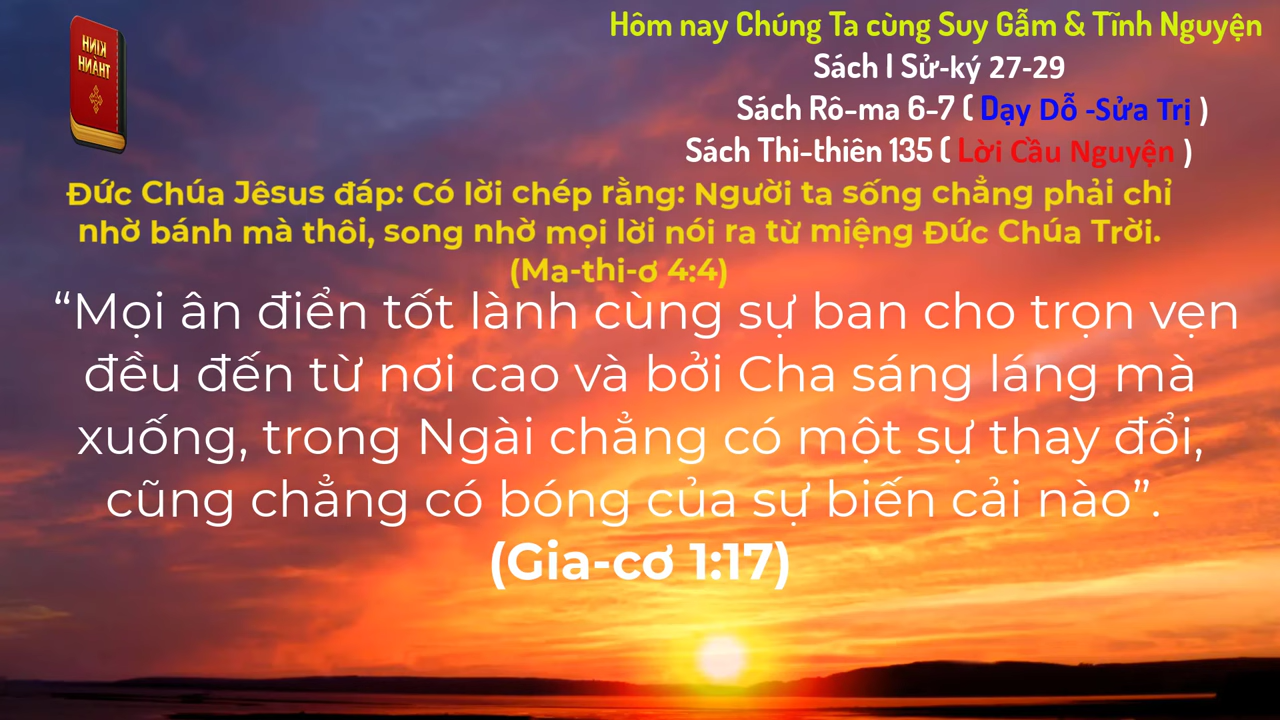 KINH
THÁNH
Hôm nay Chúng Ta cùng Suy Gẫm & Tĩnh Nguyện
Sách I Sử-ký 27-29
Sách Rô-ma 6-7 ( Dạy Dỗ -Sửa Trị )
Sách Thi-thiên 135 ( Lời Cầu Nguyện )
Đức Chúa Jêsus đáp: Có lời chép rằng: Người ta sống chẳng phải chỉ
nhờ bánh mà thôi, song nhờ mọi lời nói ra từ miệng Đức Chúa Trời.
(Ma-thi-ơ 4:4)
“Mọi ân điển tốt lành cùng sự ban cho trọn vẹn
đều đến từ nơi cao và bởi Cha sáng láng mà
xuống, trong Ngài chẳng có một sự thay đổi,
cũng chẳng có bóng của sự biến cải nào”.
(Gia-cơ 1:17)